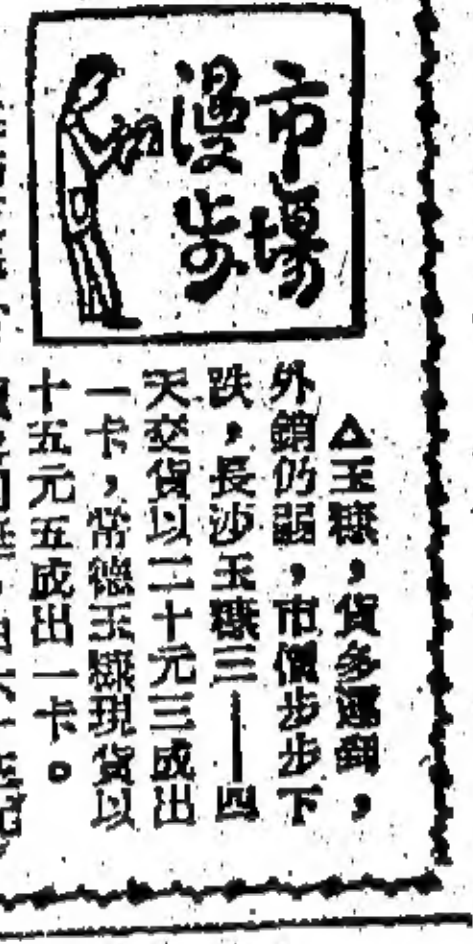 市場
漫步
△玉糠，貨多運到，
外銷仍弱，市價步步下
跌，長沙玉糠三——四
天交貨以二十元三成出
一卡，常德玉糠現貨以
十五元五成出一卡。